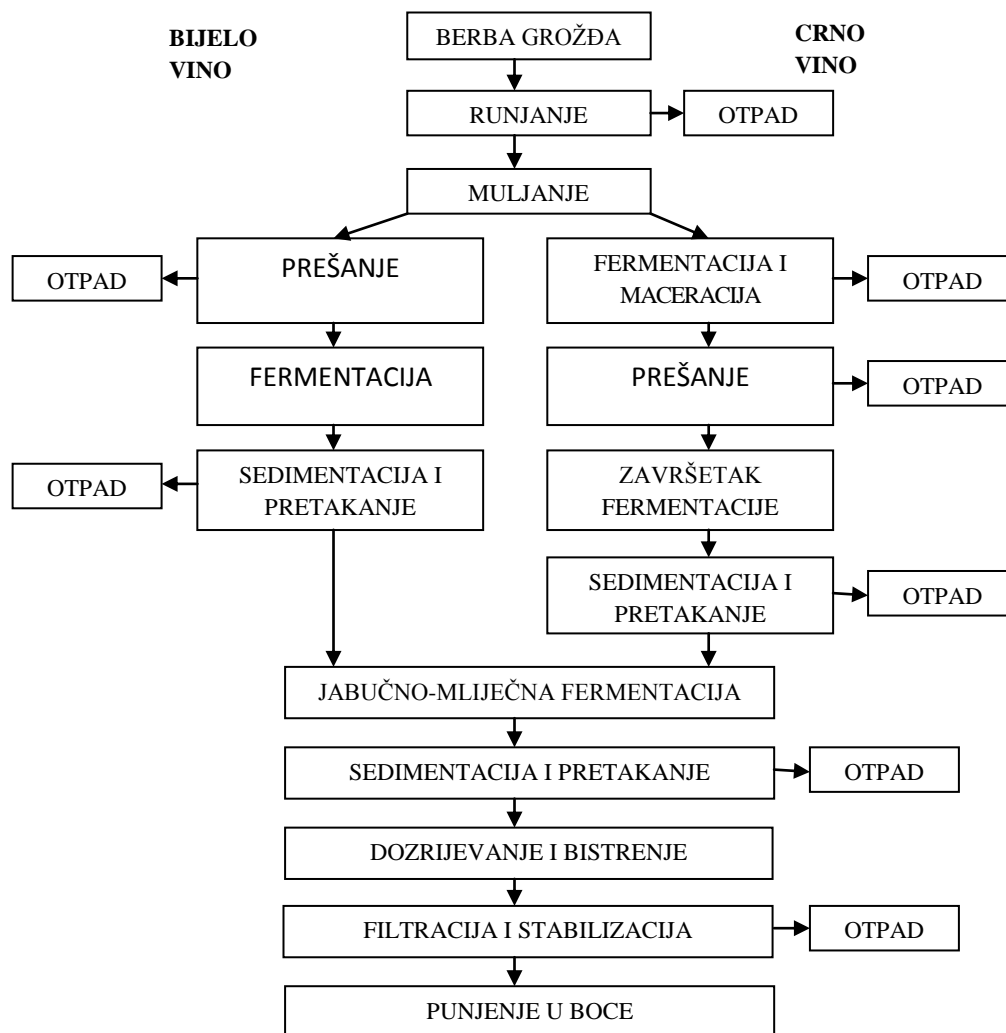 BIJELO
VINO
BERBA GROŽĐA
CRNO
VINO
RUNJANJE
OTPAD
MULJANJE
OTPAD
PREŠANJE
FERMENTACIJA I
MACERACIJA
OTPAD
FERMENTACIJA
PREŠANJE
OTPAD
OTPAD
SEDIMENTACIJA I
PRETAKANJE
ZAVRŠETAK
FERMENTACIJE
SEDIMENTACIJA I
PRETAKANJE
OTPAD
JABUČNO-MLIJEČNA FERMENTACIJA
SEDIMENTACIJA I PRETAKANJE
OTPAD
DOZRIJEVANJE I BISTRENJE
FILTRACIJA I STABILIZACIJA
OTPAD
PUNJENJE U BOCE